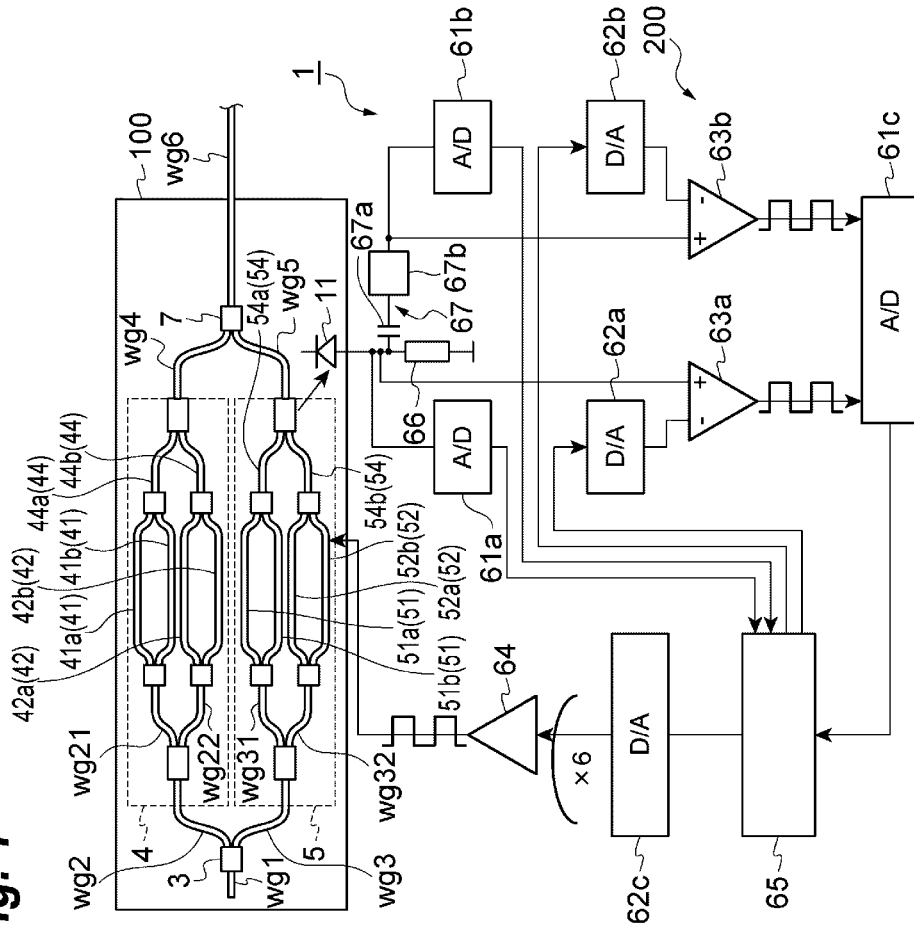 Fig. 1
1
100
wg6
wg4
7
wg5
54a(54)
11
67a
67b
67
66
61b
A/D
62b
D/A
200
63b
+
-
62a
D/A
63a
-
+
61c
A/D
44a(44)
44b(44)
41b(41)
42b(42)
41a(41)
42a(42)
54b(54)
52b(52)
52a(52)
51a(51)
51b(51)
61a
A/D
wg21
wg22
wg31
wg32
4
5
wg2
3
wg1
wg3
64
×6
D/A
62c
65